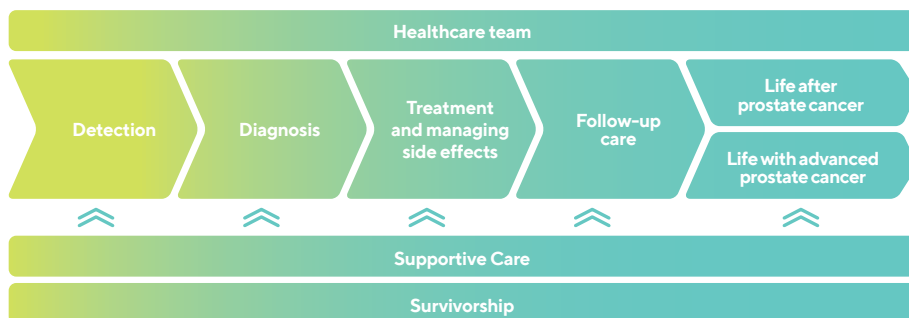 Healthcare team
Detection
Diagnosis
Treatment
and managing
side effects
Follow-up
care
Life after
prostate cancer
Life with advanced
prostate cancer
Supportive Care
Survivorship